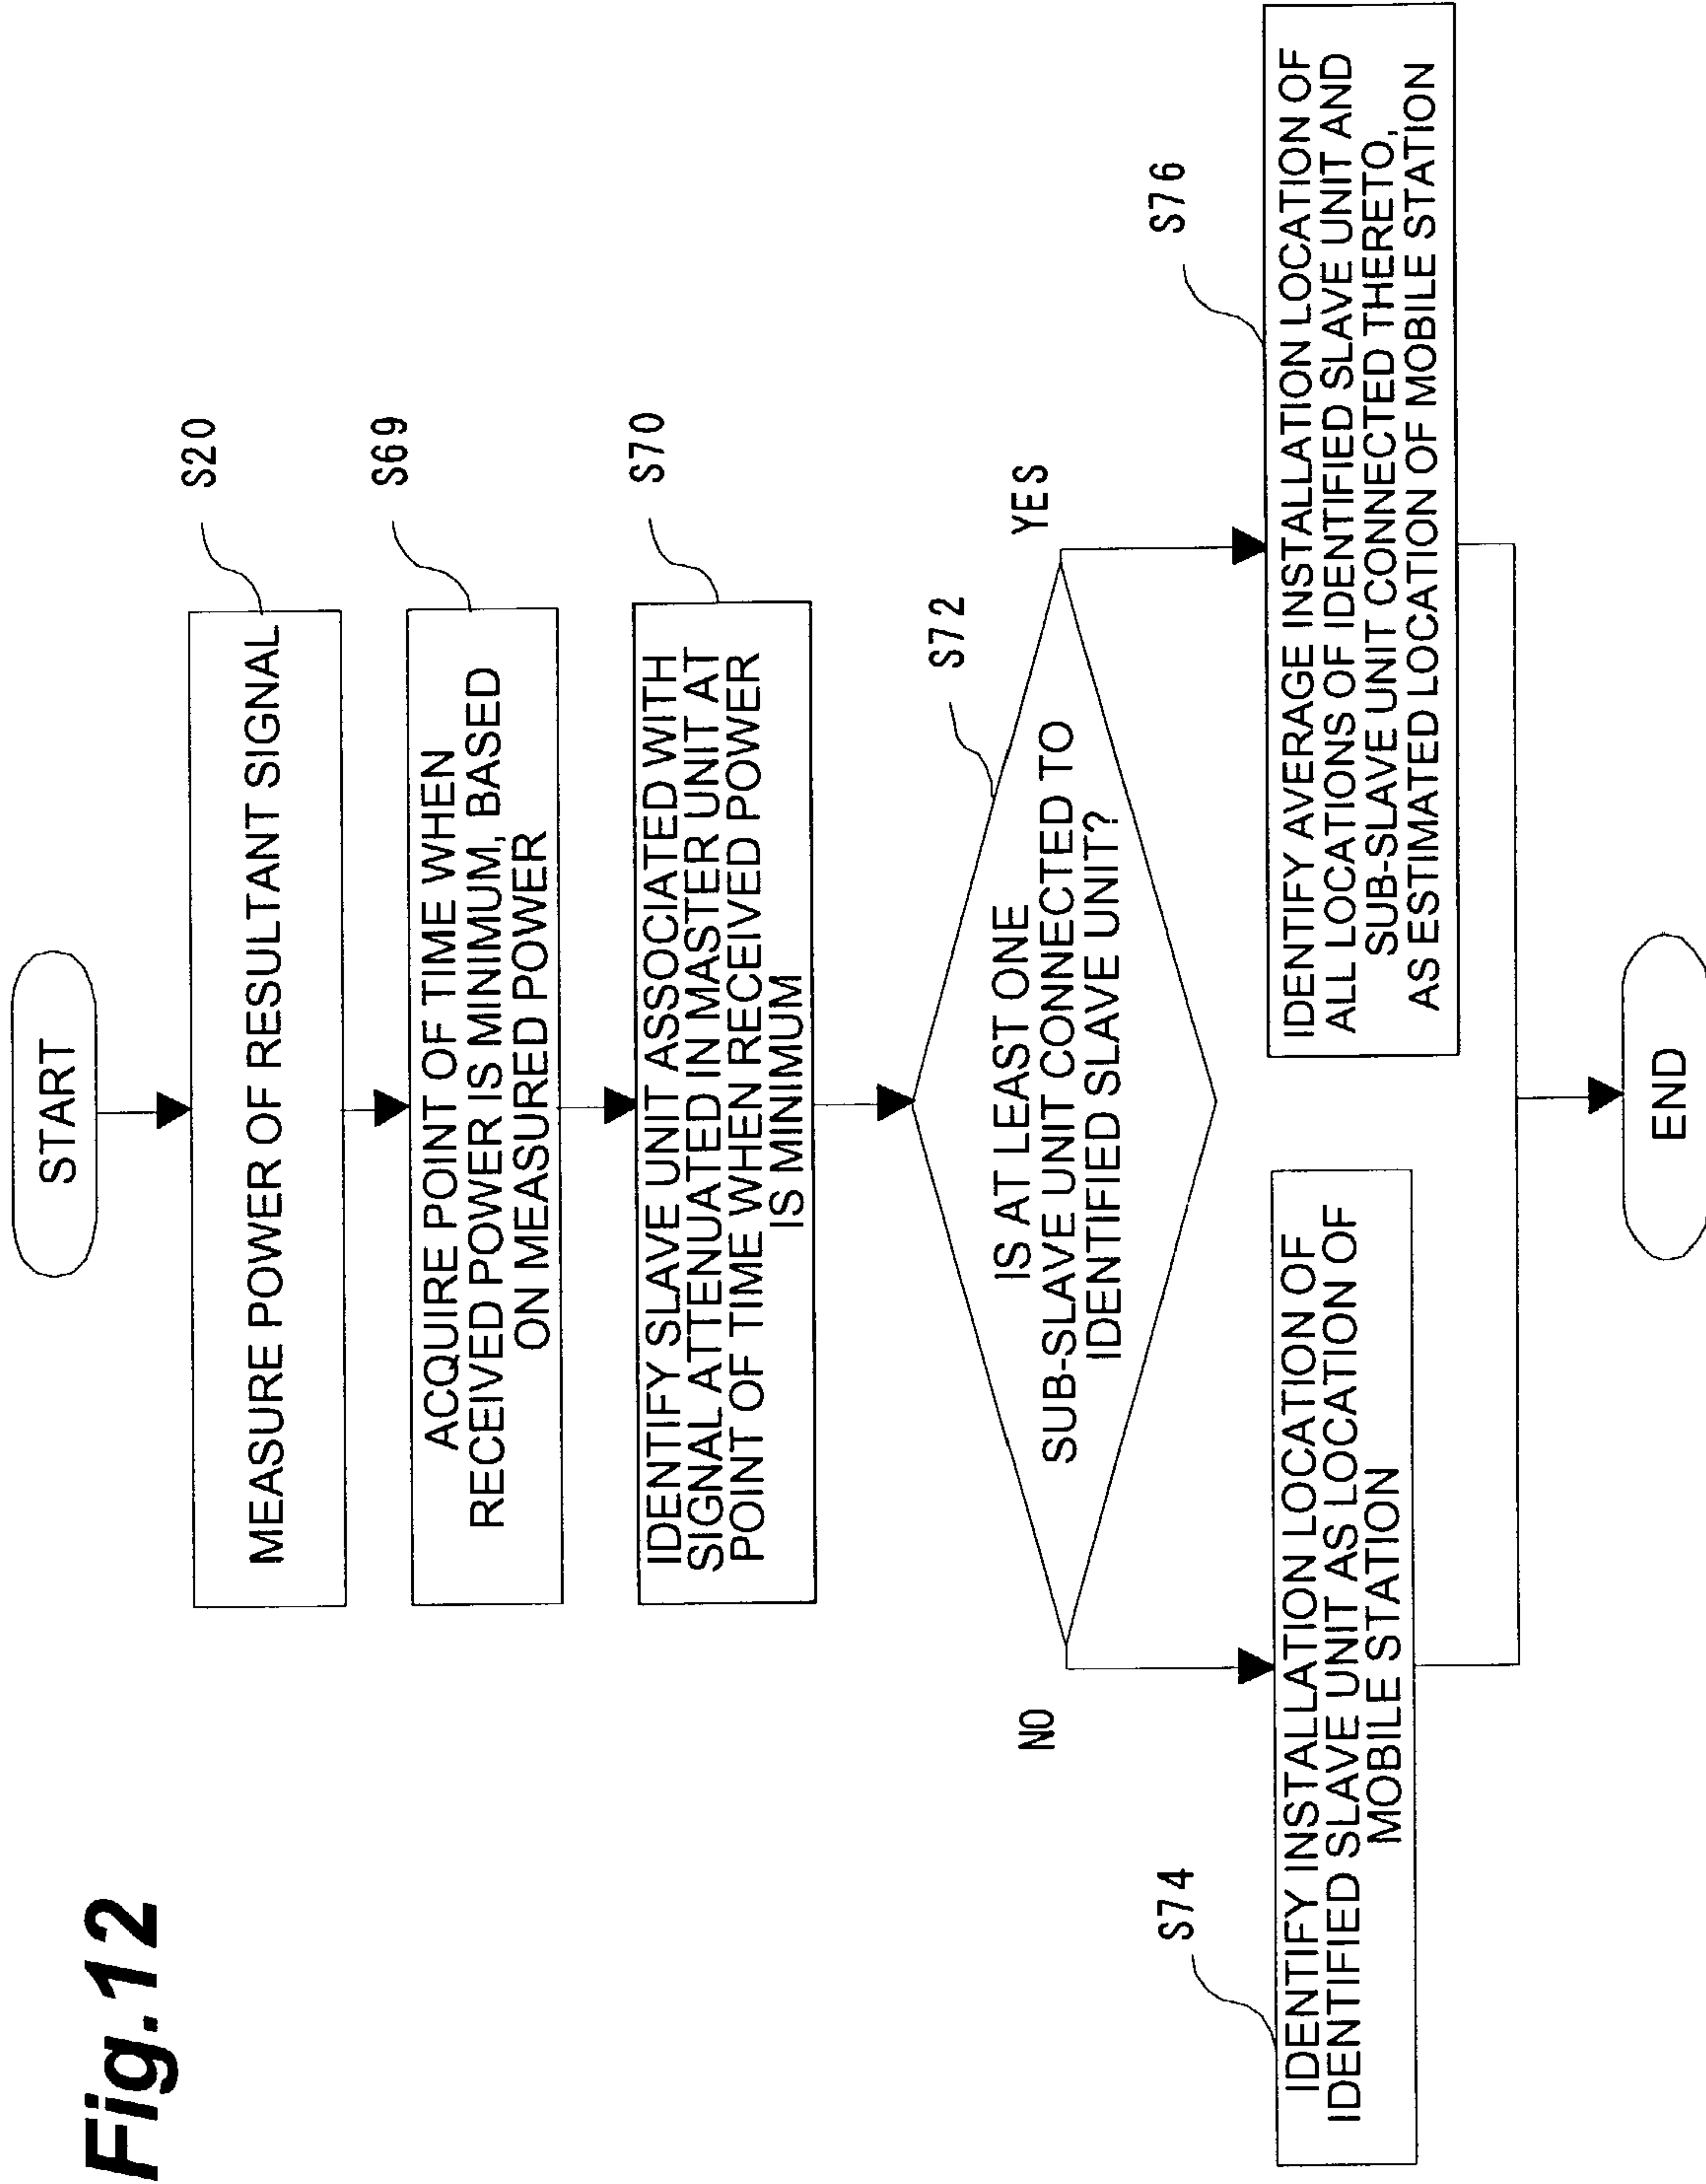 Fig.12
START
S20
MEASURE POWER OF RESULTANT SIGNAL
S69
ACQUIRE POINT OF TIME WHEN
RECEIVED POWER IS MINIMUM, BASED
ON MEASURED POWER
S70
IDENTIFY SLAVE UNIT ASSOCIATED WITH
SIGNAL ATTENUATED IN MASTER UNIT AT
POINT OF TIME WHEN RECEIVED POWER
IS MINIMUM
S72
IS AT LEAST ONE
SUB-SLAVE UNIT CONNECTED TO
IDENTIFIED SLAVE UNIT?
NO
YES
S74
IDENTIFY INSTALLATION LOCATION OF
IDENTIFIED SLAVE UNIT AS LOCATION OF
MOBILE STATION
S76
IDENTIFY AVERAGE INSTALLATION LOCATION OF
ALL LOCATIONS OF IDENTIFIED SLAVE UNIT AND
SUB-SLAVE UNIT CONNECTED THERETO,
AS ESTIMATED LOCATION OF MOBILE STATION
END